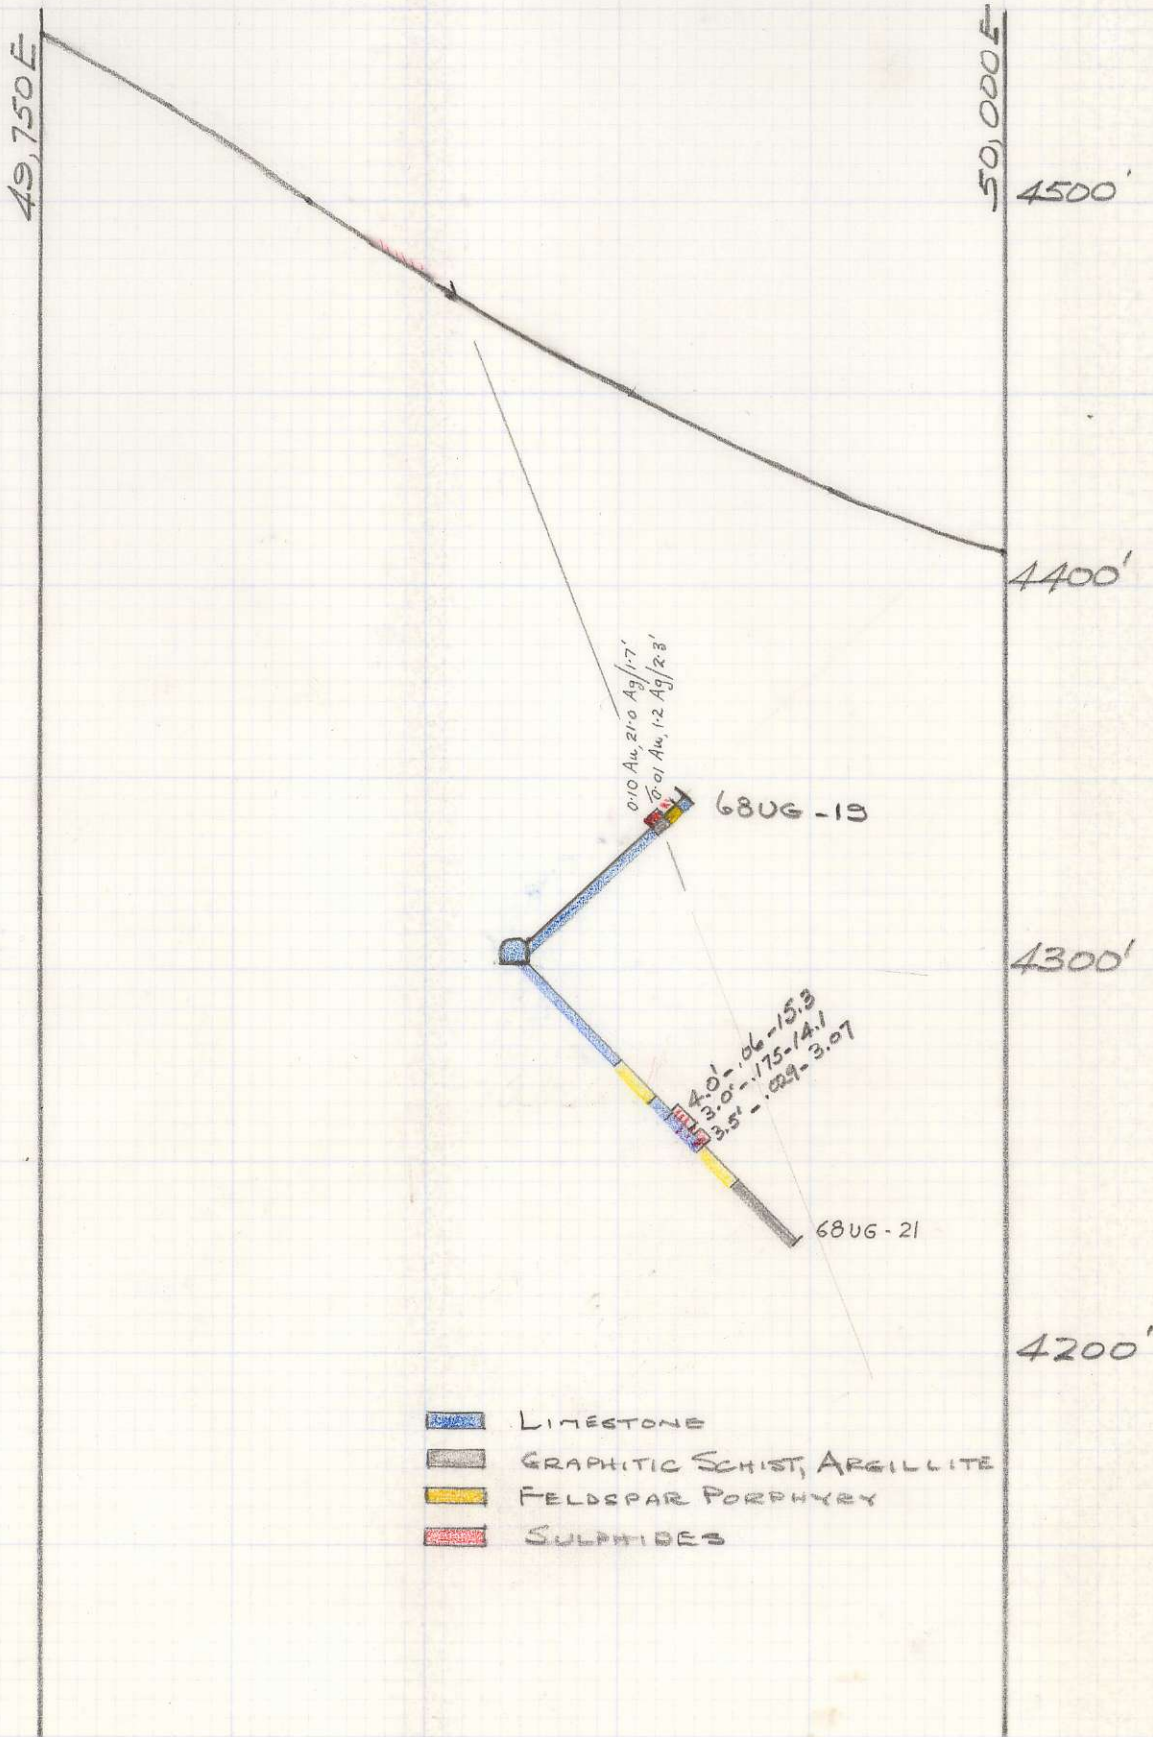 49,750E
50,000E
4500'
4400'
0.10 Au, 21.0 Ag/1.7'
0.01 Au, 1.2 Ag/2.3'
68UG-19
4300'
4.0'-.06-15.3
3.0'-.175-14.1
3.5'-.029-3.07
68UG-21
4200'
LIMESTONE
GRAPHITIC SCHIST, ARGILLITE
FELDSPAR PORPHYRY
SULPHIDES